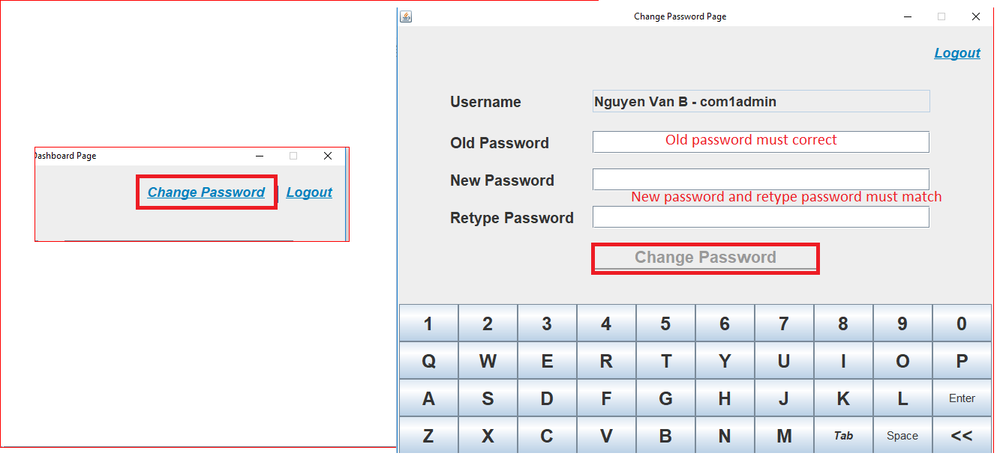 Dashboard Page
Change Password Logout
Change Password Page
Logout
Username Nguyen Van B - com1admin
Old Password Old password must correct
New Password
New password and retype password must match
Retype Password
Change Password
1 2 3 4 5 6 7 8 9 0
Q W E R T Y U I O P
A S D F G H J K L Enter
Z X C V B N M Tab Space <<